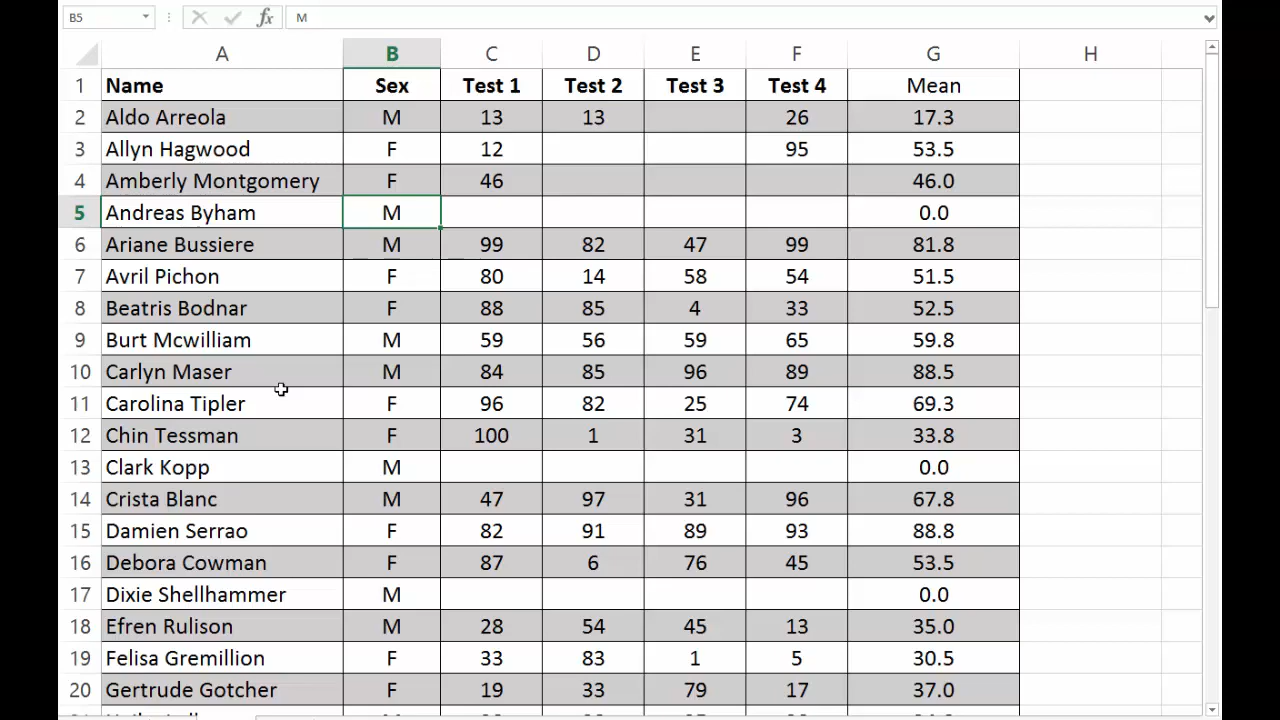 B5 fx M
A B C D E F G H
1 Name Sex Test 1 Test 2 Test 3 Test 4 Mean
2 Aldo Arreola M 13 13 26 17.3
3 Allyn Hagwood F 12 95 53.5
4 Amberly Montgomery F 46 46.0
5 Andreas Byham M 0.0
6 Ariane Bussiere M 99 82 47 99 81.8
7 Avril Pichon F 80 14 58 54 51.5
8 Beatris Bodnar F 88 85 4 33 52.5
9 Burt Mcwilliam M 59 56 59 65 59.8
10 Carlyn Maser M 84 85 96 89 88.5
11 Carolina Tipler F 96 82 25 74 69.3
12 Chin Tessman F 100 1 31 3 33.8
13 Clark Kopp M 0.0
14 Crista Blanc M 47 97 31 96 67.8
15 Damien Serrao F 82 91 89 93 88.8
16 Debora Cowman F 87 6 76 45 53.5
17 Dixie Shellhammer M 0.0
18 Efren Rulison M 28 54 45 13 35.0
19 Felisa Gremillion F 33 83 1 5 30.5
20 Gertrude Gotcher F 19 33 79 17 37.0